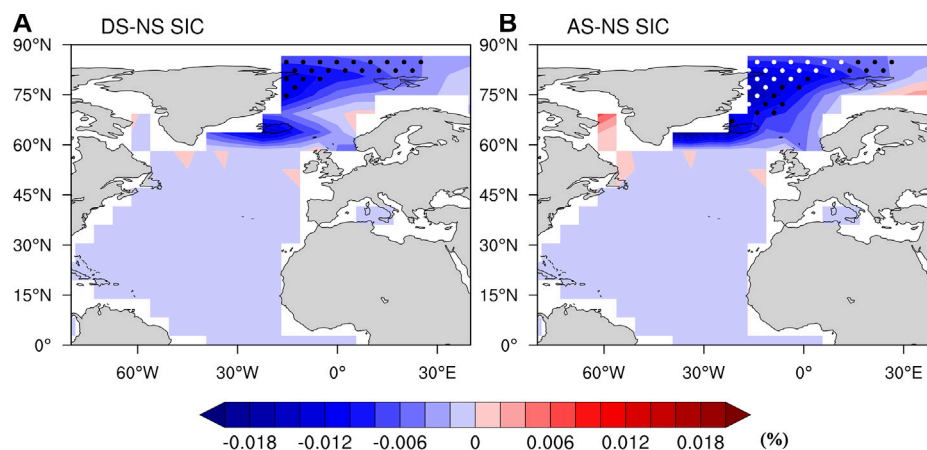 A DS-NS SIC
B AS-NS SIC
90°N 90°N
75°N 75°N
60°N 60°N
45°N 45°N
30°N 30°N
15°N 15°N
0° 0°
60°W 30°W 0° 30°E 60°W 30°W 0° 30°E
-0.018 -0.012 -0.006 0 0.006 0.012 0.018 (%)